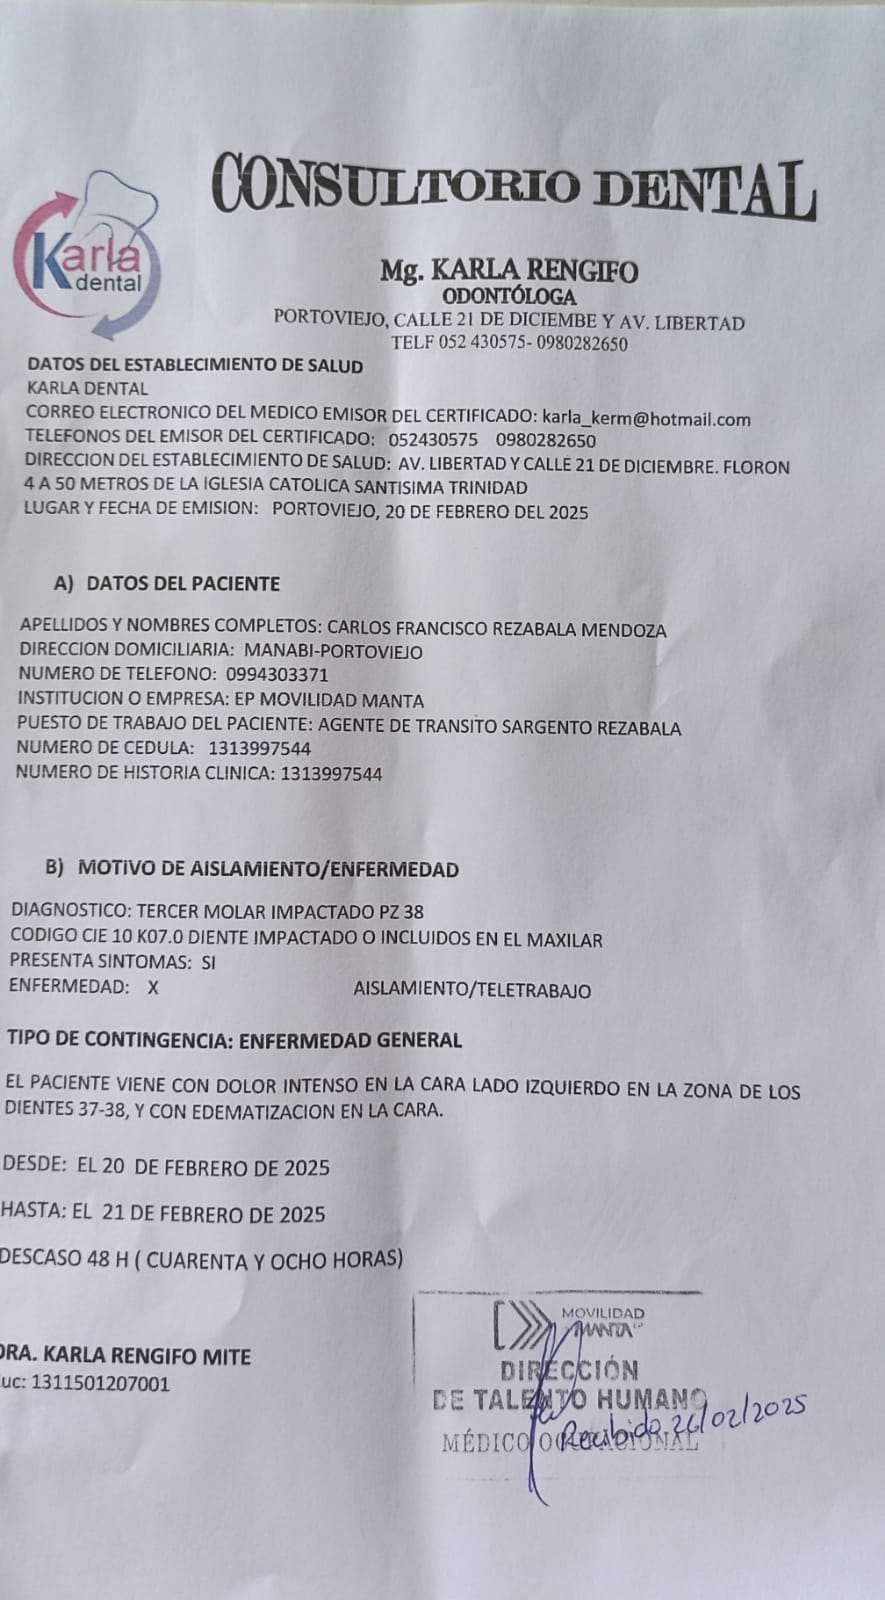 CONSULTORIO DENTAL
Karla
dental
Mg. KARLA RENGIFO
ODONTÓLOGA
PORTOVIEJO, CALLE 21 DE DICIEMBE Y AV. LIBERTAD
TELF 052 430575- 0980282650
DATOS DEL ESTABLECIMIENTO DE SALUD
KARLA DENTAL
CORREO ELECTRONICO DEL MEDICO EMISOR DEL CERTIFICADO: karla_kerm@hotmail.com
TELEFONOS DEL EMISOR DEL CERTIFICADO: 052430575 0980282650
DIRECCION DEL ESTABLECIMIENTO DE SALUD: AV. LIBERTAD Y CALLE 21 DE DICIEMBRE. FLORON
4 A 50 METROS DE LA IGLESIA CATOLICA SANTISIMA TRINIDAD
LUGAR Y FECHA DE EMISION: PORTOVIEJO, 20 DE FEBRERO DEL 2025
A) DATOS DEL PACIENTE
APELLIDOS Y NOMBRES COMPLETOS: CARLOS FRANCISCO REZABALA MENDOZA
DIRECCION DOMICILIARIA: MANABI-PORTOVIEJO
NUMERO DE TELEFONO: 0994303371
INSTITUCION O EMPRESA: EP MOVILIDAD MANTA
PUESTO DE TRABAJO DEL PACIENTE: AGENTE DE TRANSITO SARGENTO REZABALA
NUMERO DE CEDULA: 1313997544
NUMERO DE HISTORIA CLINICA: 1313997544
B) MOTIVO DE AISLAMIENTO/ENFERMEDAD
DIAGNOSTICO: TERCER MOLAR IMPACTADO PZ 38
CODIGO CIE 10 K07.0 DIENTE IMPACTADO O INCLUIDOS EN EL MAXILAR
PRESENTA SINTOMAS: SI
ENFERMEDAD: X AISLAMIENTO/TELETRABAJO
TIPO DE CONTINGENCIA: ENFERMEDAD GENERAL
EL PACIENTE VIENE CON DOLOR INTENSO EN LA CARA LADO IZQUIERDO EN LA ZONA DE LOS
DIENTES 37-38, Y CON EDEMATIZACION EN LA CARA.
DESDE: EL 20 DE FEBRERO DE 2025
HASTA: EL 21 DE FEBRERO DE 2025
DESCASO 48 H ( CUARENTA Y OCHO HORAS)
DRA. KARLA RENGIFO MITE
uc: 1311501207001
MOVILIDAD
MANTA EP
DIRECCIÓN
DE TALENTO HUMANO
MÉDICO OCUPACIONAL
Recibido 26/02/2025